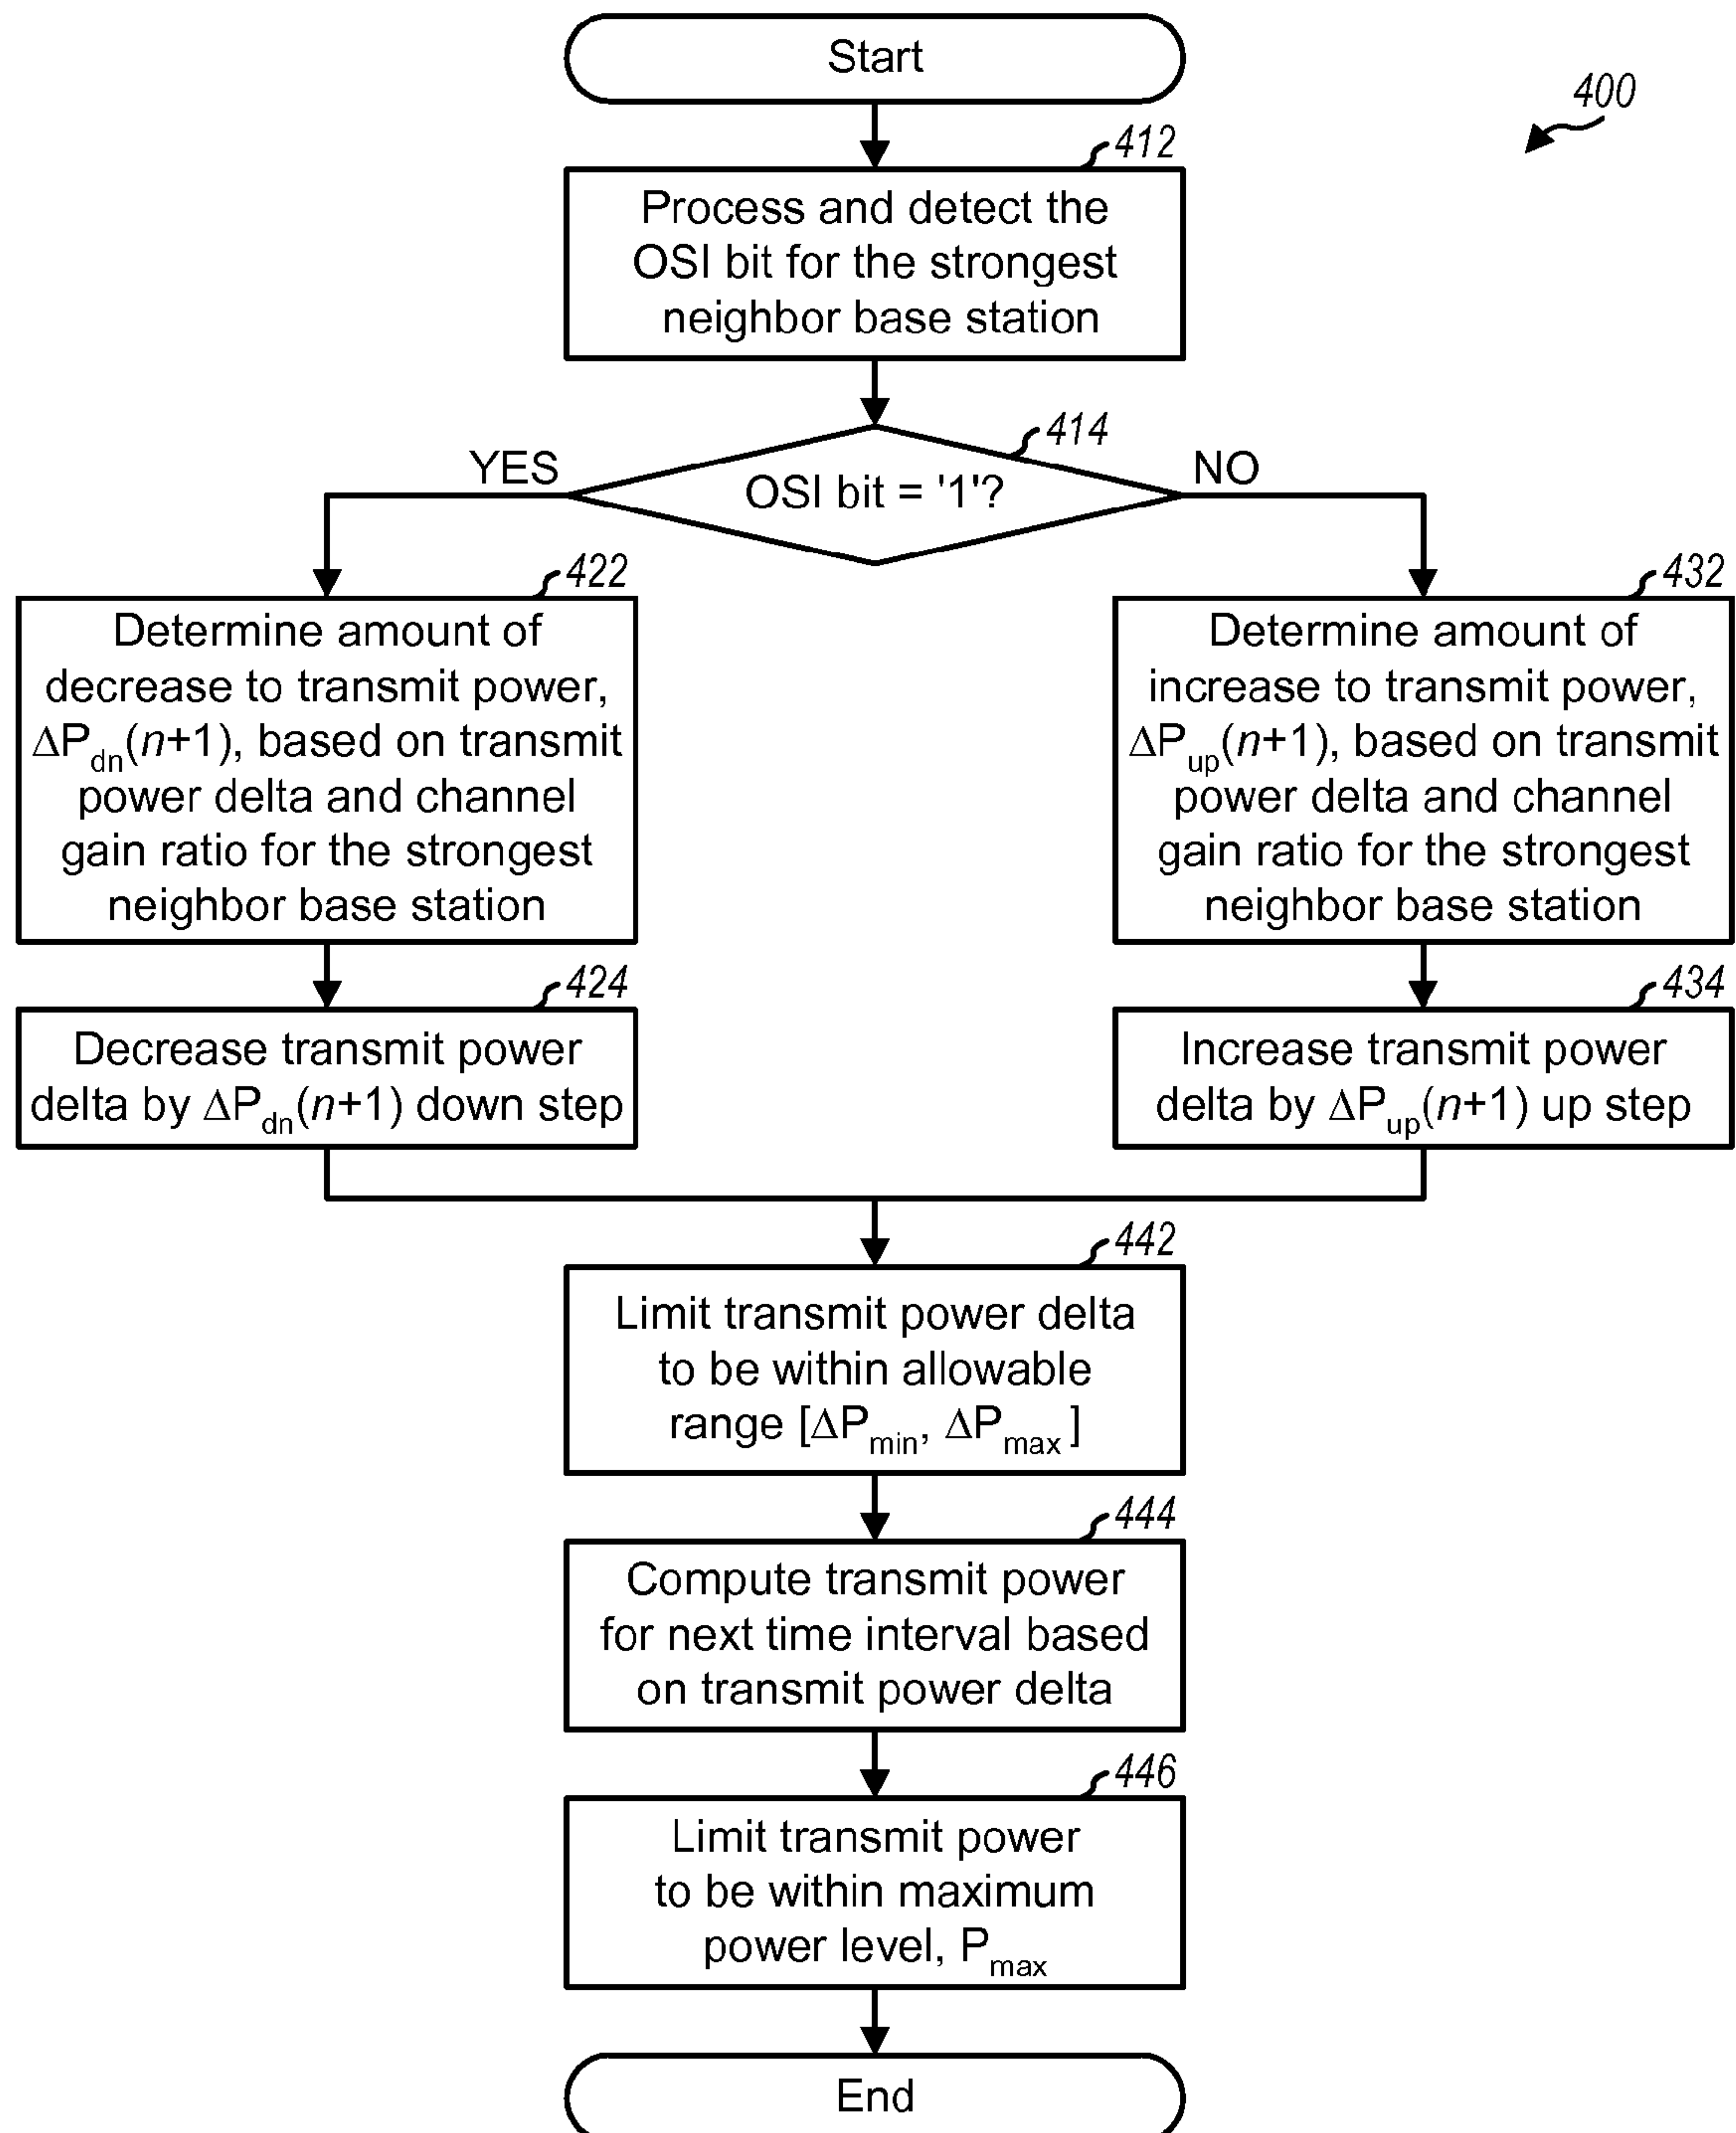 Start
400
412
Process and detect the
OSI bit for the strongest
neighbor base station
414
YES
OSI bit = '1'?
NO
422
Determine amount of
decrease to transmit power,
ΔPdn(n+1), based on transmit
power delta and channel
gain ratio for the strongest
neighbor base station
432
Determine amount of
increase to transmit power,
ΔPup(n+1), based on transmit
power delta and channel
gain ratio for the strongest
neighbor base station
424
Decrease transmit power
delta by ΔPdn(n+1) down step
434
Increase transmit power
delta by ΔPup(n+1) up step
442
Limit transmit power delta
to be within allowable
range [ΔPmin, ΔPmax]
444
Compute transmit power
for next time interval based
on transmit power delta
446
Limit transmit power
to be within maximum
power level, Pmax
End